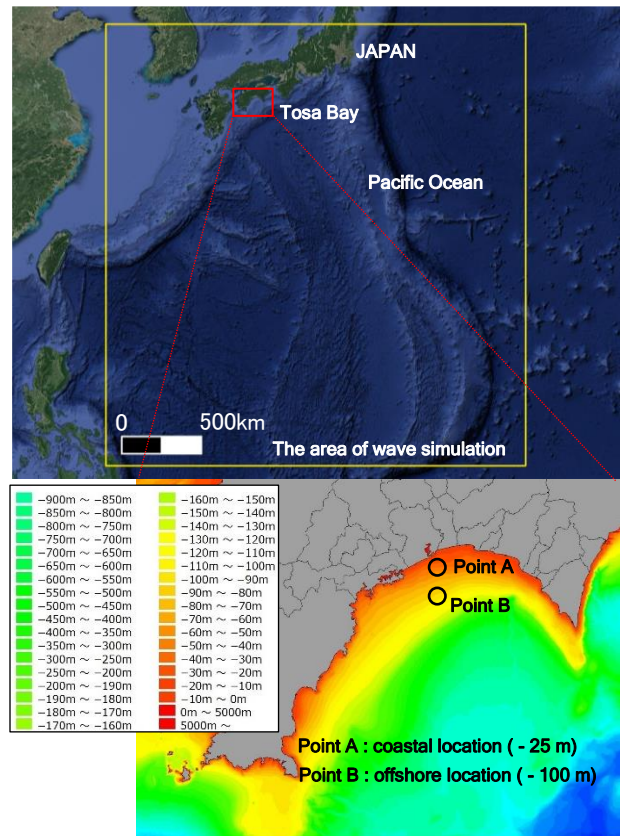 JAPAN
Tosa Bay
Pacific Ocean
0 500km
The area of wave simulation
−900m ～ −850m
−850m ～ −800m
−800m ～ −750m
−750m ～ −700m
−700m ～ −650m
−650m ～ −600m
−600m ～ −550m
−550m ～ −500m
−500m ～ −450m
−450m ～ −400m
−400m ～ −350m
−350m ～ −300m
−300m ～ −250m
−250m ～ −200m
−200m ～ −190m
−190m ～ −180m
−180m ～ −170m
−170m ～ −160m
−160m ～ −150m
−150m ～ −140m
−140m ～ −130m
−130m ～ −120m
−120m ～ −110m
−110m ～ −100m
−100m ～ −90m
−90m ～ −80m
−80m ～ −70m
−70m ～ −60m
−60m ～ −50m
−50m ～ −40m
−40m ～ −30m
−30m ～ −20m
−20m ～ −10m
−10m ～ 0m
0m ～ 5000m
5000m ～
Point A
Point B
Point A : coastal location ( - 25 m)
Point B : offshore location ( - 100 m)